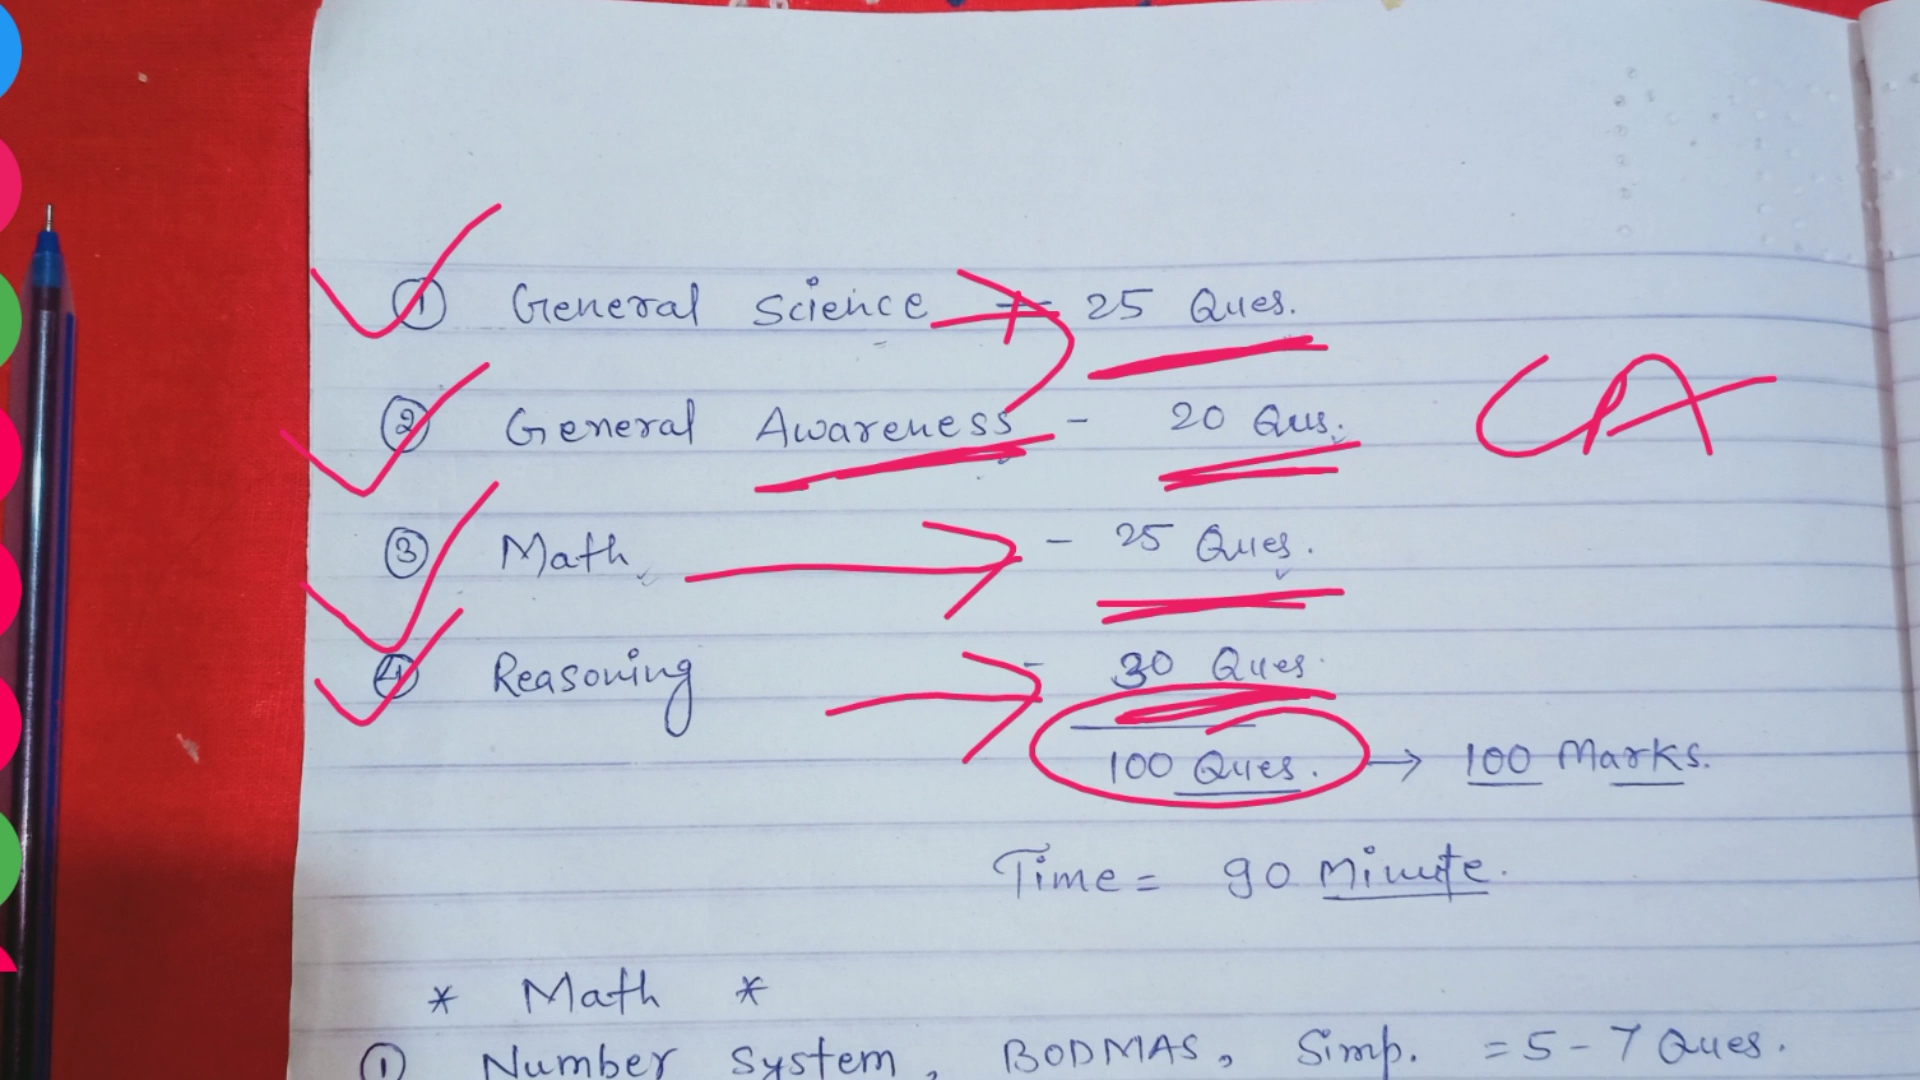 ① General Science - 25 Ques.
② General Awareness - 20 Qus. CA
③ Math - 25 Ques.
④ Reasoning - 30 Ques.
100 Ques. → 100 Marks.
Time = 90 Minute.
* Math *
① Number System, BODMAS, Simp. = 5-7 Ques.